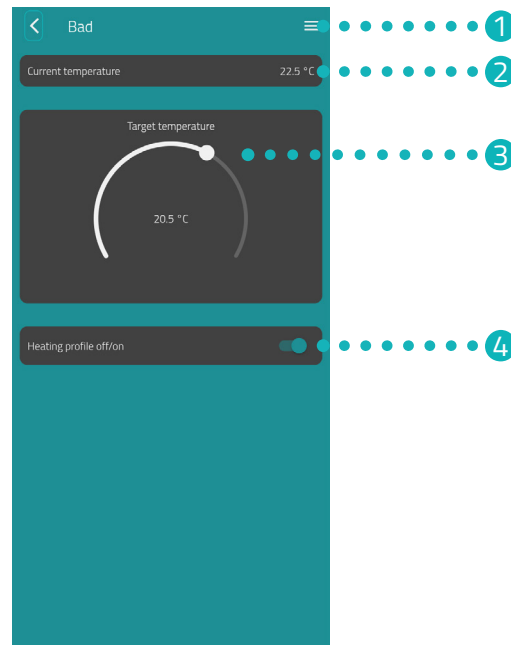 Bad
1
Current temperature 22.5 °C
2
Target temperature
3
20.5 °C
Heating profile off/on
4